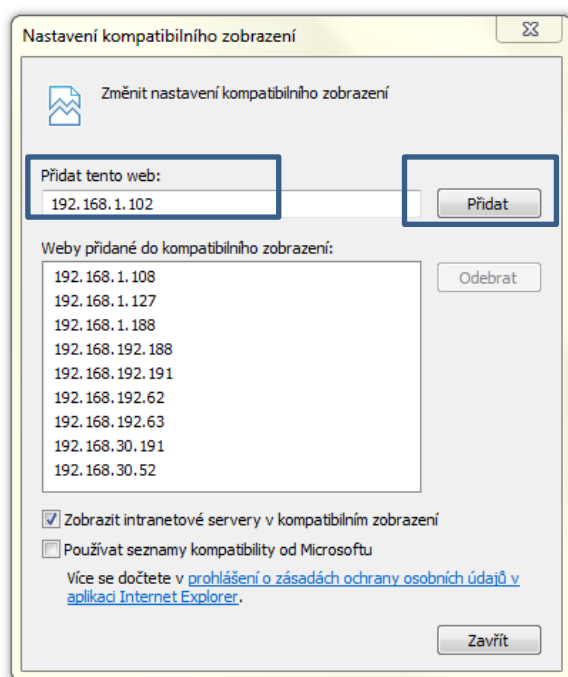 Nastavení kompatibilního zobrazení
Změnit nastavení kompatibilního zobrazení
Přidat tento web:
192.168.1.102
Přidat
Weby přidané do kompatibilního zobrazení:
192.168.1.108
Odebrat
192.168.1.127
192.168.1.188
192.168.192.188
192.168.192.191
192.168.192.62
192.168.192.63
192.168.30.191
192.168.30.52
Zobrazit intranetové servery v kompatibilním zobrazení
Používat seznamy kompatibility od Microsoftu
Více se dočtete v prohlášení o zásadách ochrany osobních údajů v
aplikaci Internet Explorer.
Zavřít